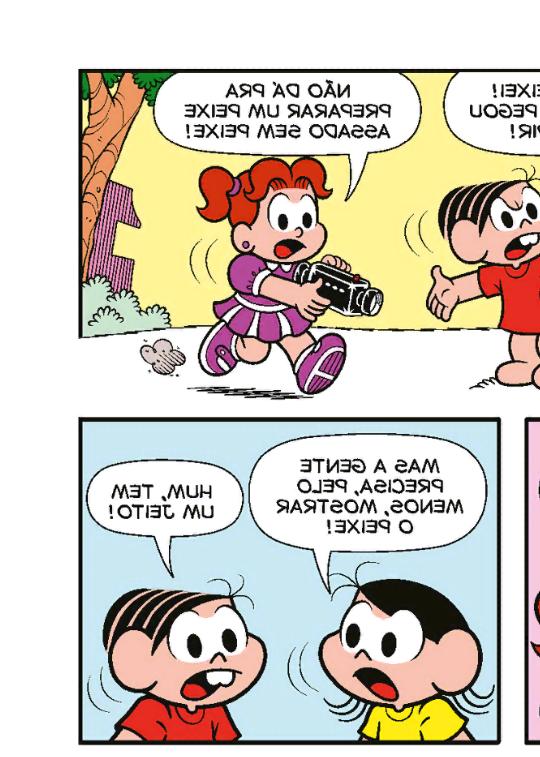 NÃO DÁ PRA
PREPARAR UM PEIXE
ASSADO SEM PEIXE!
PEGOU
MAS A GENTE
PRECISA, PELO
MENOS, MOSTRAR
O PEIXE!
HUM, TEM
UM JEITO!